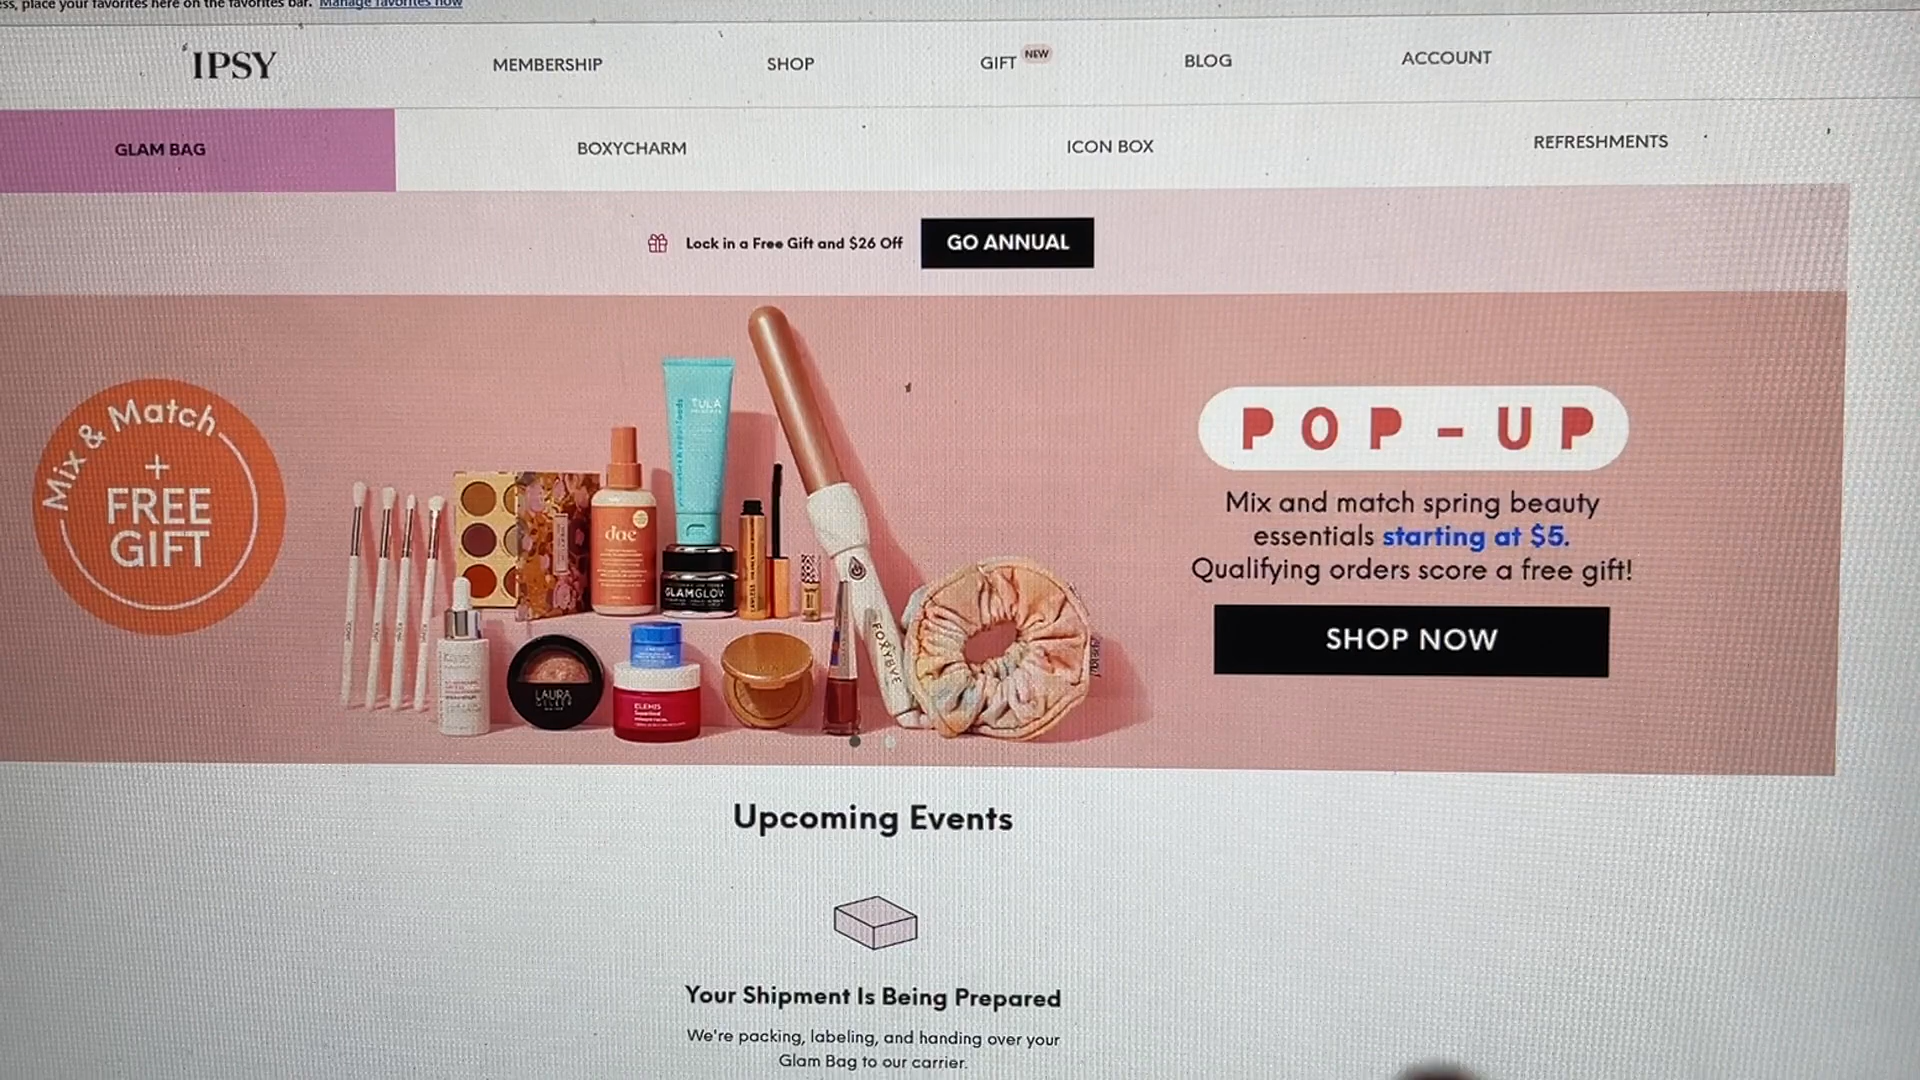 ss, place your favorites here on the favorites bar. Manage favorites now
IPSY
MEMBERSHIP
SHOP
GIFT NEW
BLOG
ACCOUNT
GLAM BAG
BOXYCHARM
ICON BOX
REFRESHMENTS
Lock in a Free Gift and $26 Off
GO ANNUAL
Mix & Match
+
FREE
GIFT
TULA
dae
GLAMGLOW
FOXYBAE
LAURA
GELLER
ELEMIS
Superfood
POP-UP
Mix and match spring beauty
essentials starting at $5.
Qualifying orders score a free gift!
SHOP NOW
Upcoming Events
Your Shipment Is Being Prepared
We're packing, labeling, and handing over your
Glam Bag to our carrier.